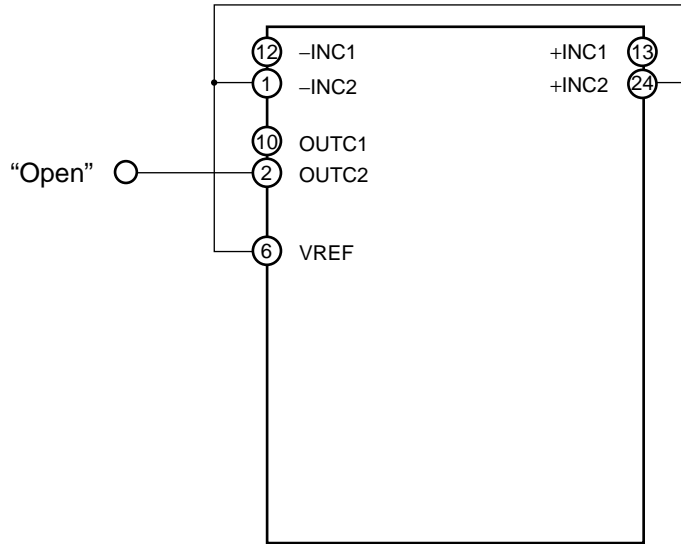 12 −INC1 +INC1 13
1 −INC2 +INC2 24
10 OUTC1
“Open” 2 OUTC2
6 VREF